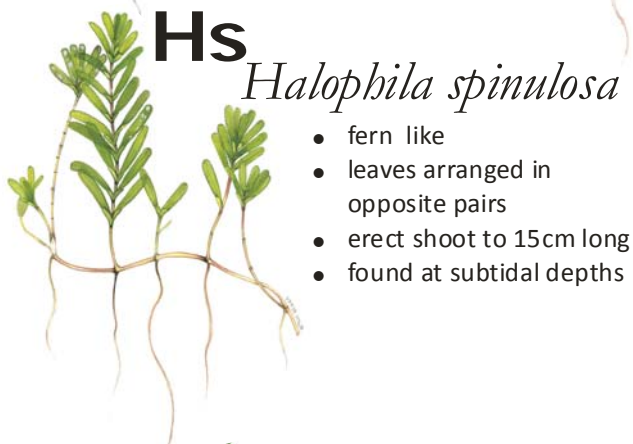 Hs
Halophila spinulosa
• fern like
• leaves arranged in
opposite pairs
• erect shoot to 15cm long
• found at subtidal depths